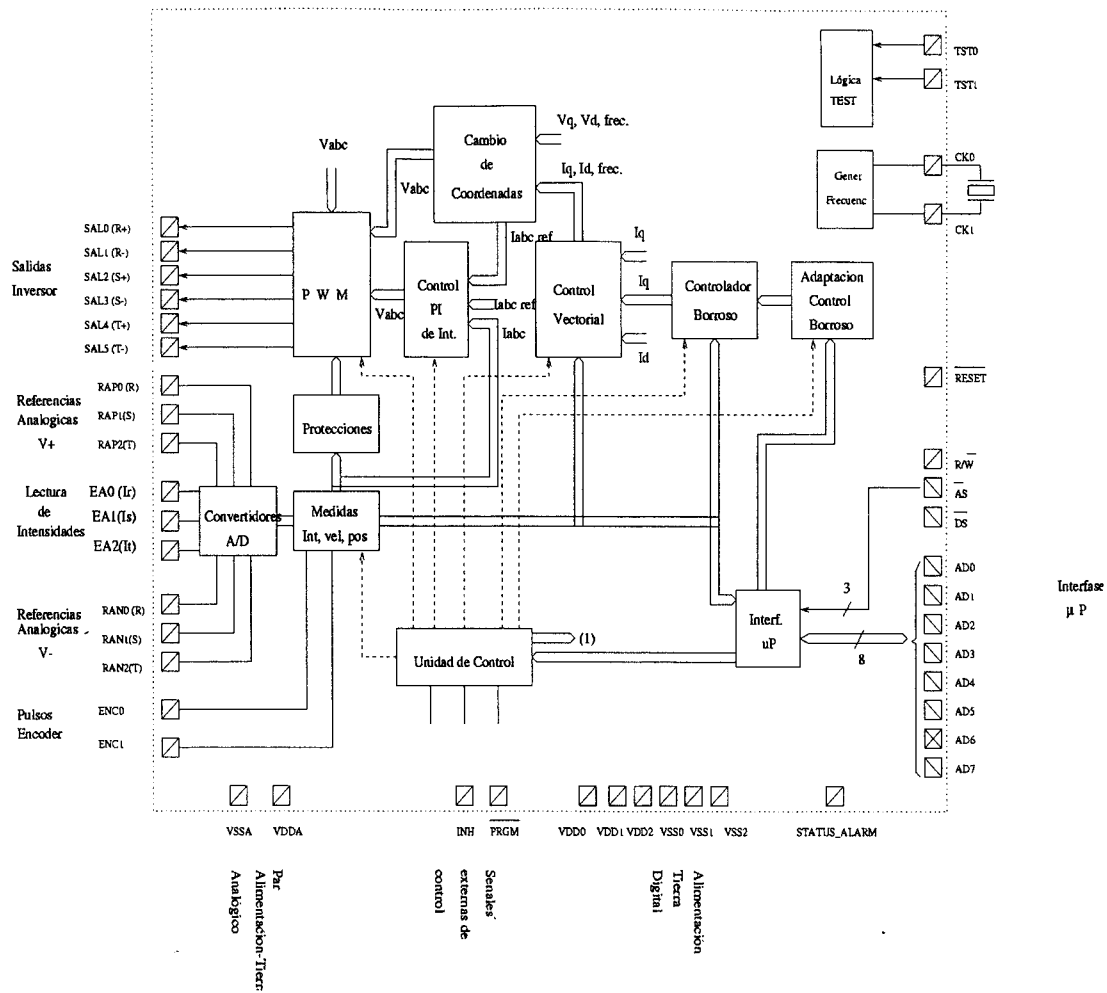 TST0
Lógica
TEST
TST1
Vq, Vd, frec.
Cambio
de
Coordenadas
Vabc
Iq, Id, frec.
Vabc
CK0
Gener
Frecuenc
CK1
SAL0 (R+)
SAL1 (R-)
SAL2 (S+)
SAL3 (S-)
SAL4 (T+)
SAL5 (T-)
Salidas
Inversor
P W M
Vabc
Iabc ref
Control
PI
de Int.
Iabc ref
Iabc
Iq
Iq
Id
Control
Vectorial
Controlador
Borroso
Adaptacion
Control
Borroso
RESET
RAP0 (R)
RAP1(S)
RAP2(T)
Referencias
Analogicas
V+
Protecciones
R/W
AS
DS
Lectura
de
Intensidades
EA0 (Ir)
EA1(Is)
EA2(It)
Convertidores
A/D
Medidas
Int, vel, pos
RAN0 (R)
RAN1(S)
RAN2(T)
Referencias
Analogicas
V-
Unidad de Control
(1)
Interf.
uP
3
8
AD0
AD1
AD2
AD3
AD4
AD5
AD6
AD7
Interfase
µ P
Pulsos
Encoder
ENC0
ENC1
VSSA
VDDA
INH
PRGM
VDD0
VDD1
VDD2
VSS0
VSS1
VSS2
STATUS_ALARM
Par
Alimentacion-Tierra
Analógico
Senales´
externas de
control
Alimentación
Tierra
Digital